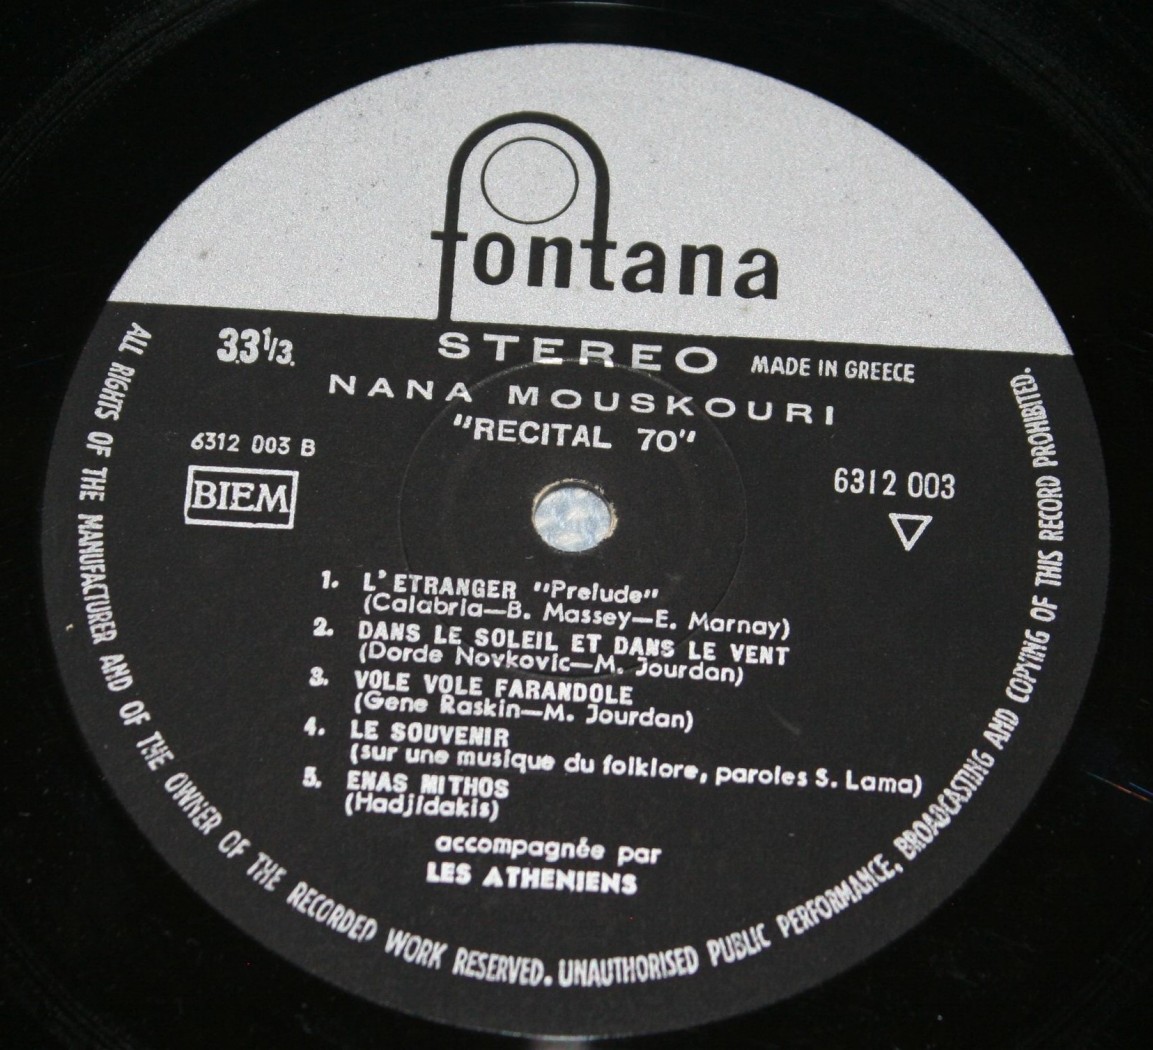 fontana
33 1/3.
STEREO
MADE IN GREECE
NANA MOUSKOURI
"RECITAL 70"
6312 003 B
BIEM
6312 003
1. L'ETRANGER "Prelude"
(Calabria—B. Massey—E. Marnay)
2. DANS LE SOLEIL ET DANS LE VENT
(Dorde Novkovic—M. Jourdan)
3. VOLE VOLE FARANDOLE
(Gene Raskin—M. Jourdan)
4. LE SOUVENIR
(sur une musique du folklore, paroles S. Lama)
5. ENAS MITHOS
(Hadjidakis)
accompagnée par
LES ATHENIENS
ALL RIGHTS OF THE MANUFACTURER AND OF THE OWNER OF THE RECORDED WORK RESERVED. UNAUTHORISED PUBLIC PERFORMANCE, BROADCASTING AND COPYING OF THIS RECORD PROHIBITED.